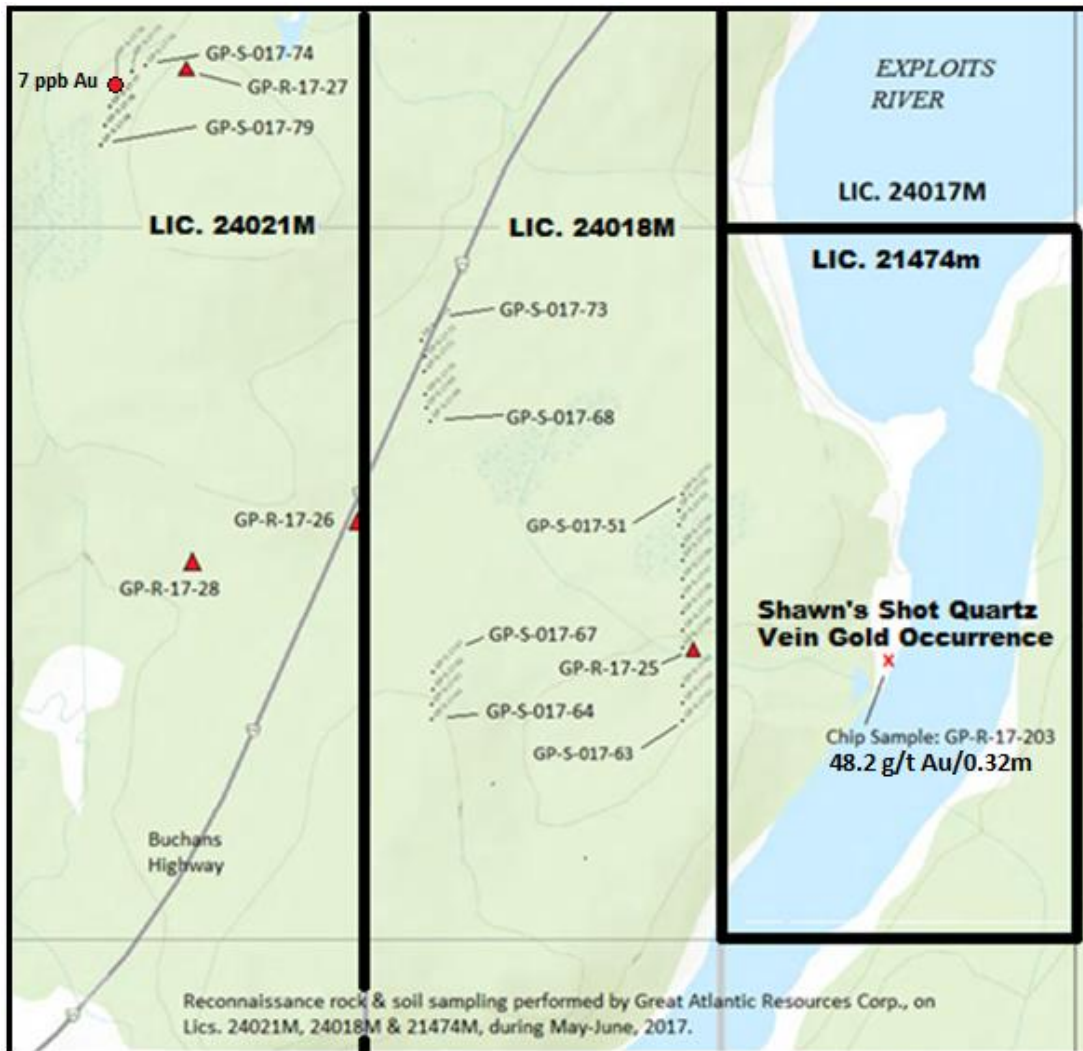 GP-S-017-74
7 ppb Au
GP-R-17-27
GP-S-017-79
EXPLOITS
RIVER
LIC. 24017M
LIC. 24021M
LIC. 24018M
LIC. 21474m
GP-S-017-73
GP-S-017-68
GP-R-17-26
GP-S-017-51
GP-R-17-28
Shawn's Shot Quartz
Vein Gold Occurrence
GP-S-017-67
GP-R-17-25
x
GP-S-017-64
GP-S-017-63
Chip Sample: GP-R-17-203
48.2 g/t Au/0.32m
Buchans
Highway
Reconnaissance rock & soil sampling performed by Great Atlantic Resources Corp., on
Lics. 24021M, 24018M & 21474M, during May-June, 2017.